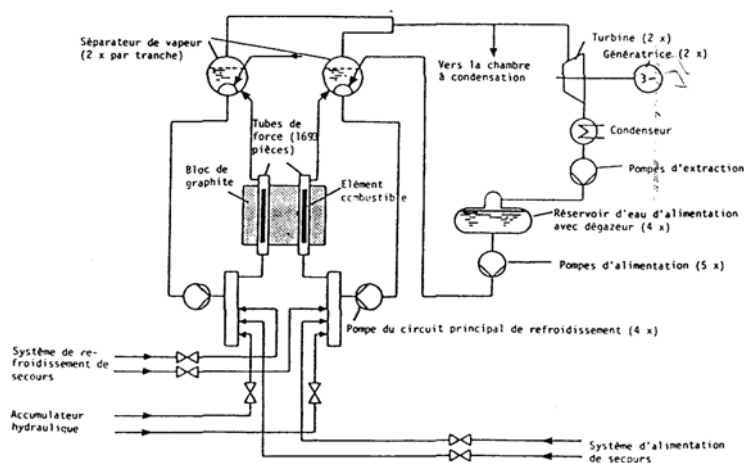 Séparateur de vapeur
(2 x par tranche)
Turbine (2 x)
Génératrice (2 x)
Vers la chambre
à condensation
3~
Tubes de
force (1693
pièces)
Condenseur
Bloc de
graphite
Elément
combustible
Pompes d'extraction
Réservoir d'eau d'alimentation
avec dégazeur (4 x)
Pompes d'alimentation (5 x)
Pompe du circuit principal de refroidissement (4 x)
Système de re-
froidissement de
secours
Accumulateur
hydraulique
Système d'alimentation
de secours